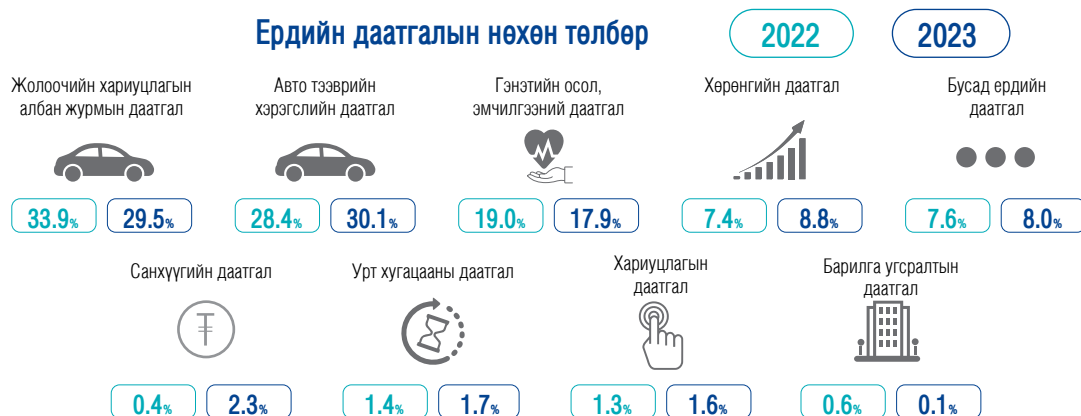 Ердийн даатгалын нөхөн төлбөр
2022
2023
Жолоочийн хариуцлагын
албан журмын даатгал
Авто тээврийн
хэрэгслийн даатгал
Гэнэтийн осол,
эмчилгээний даатгал
Хөрөнгийн даатгал
Бусад ердийн
даатгал
33.9%
29.5%
28.4%
30.1%
19.0%
17.9%
7.4%
8.8%
7.6%
8.0%
Санхүүгийн даатгал
Урт хугацааны даатгал
Хариуцлагын
даатгал
Барилга угсралтын
даатгал
₮
0.4%
2.3%
1.4%
1.7%
1.3%
1.6%
0.6%
0.1%